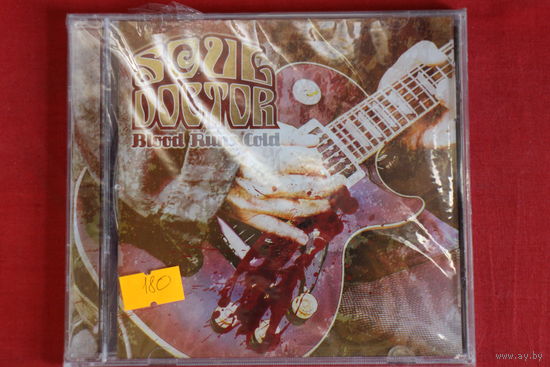 SOUL
DOCTOR
Blood Runs Cold
180
www.ay.by